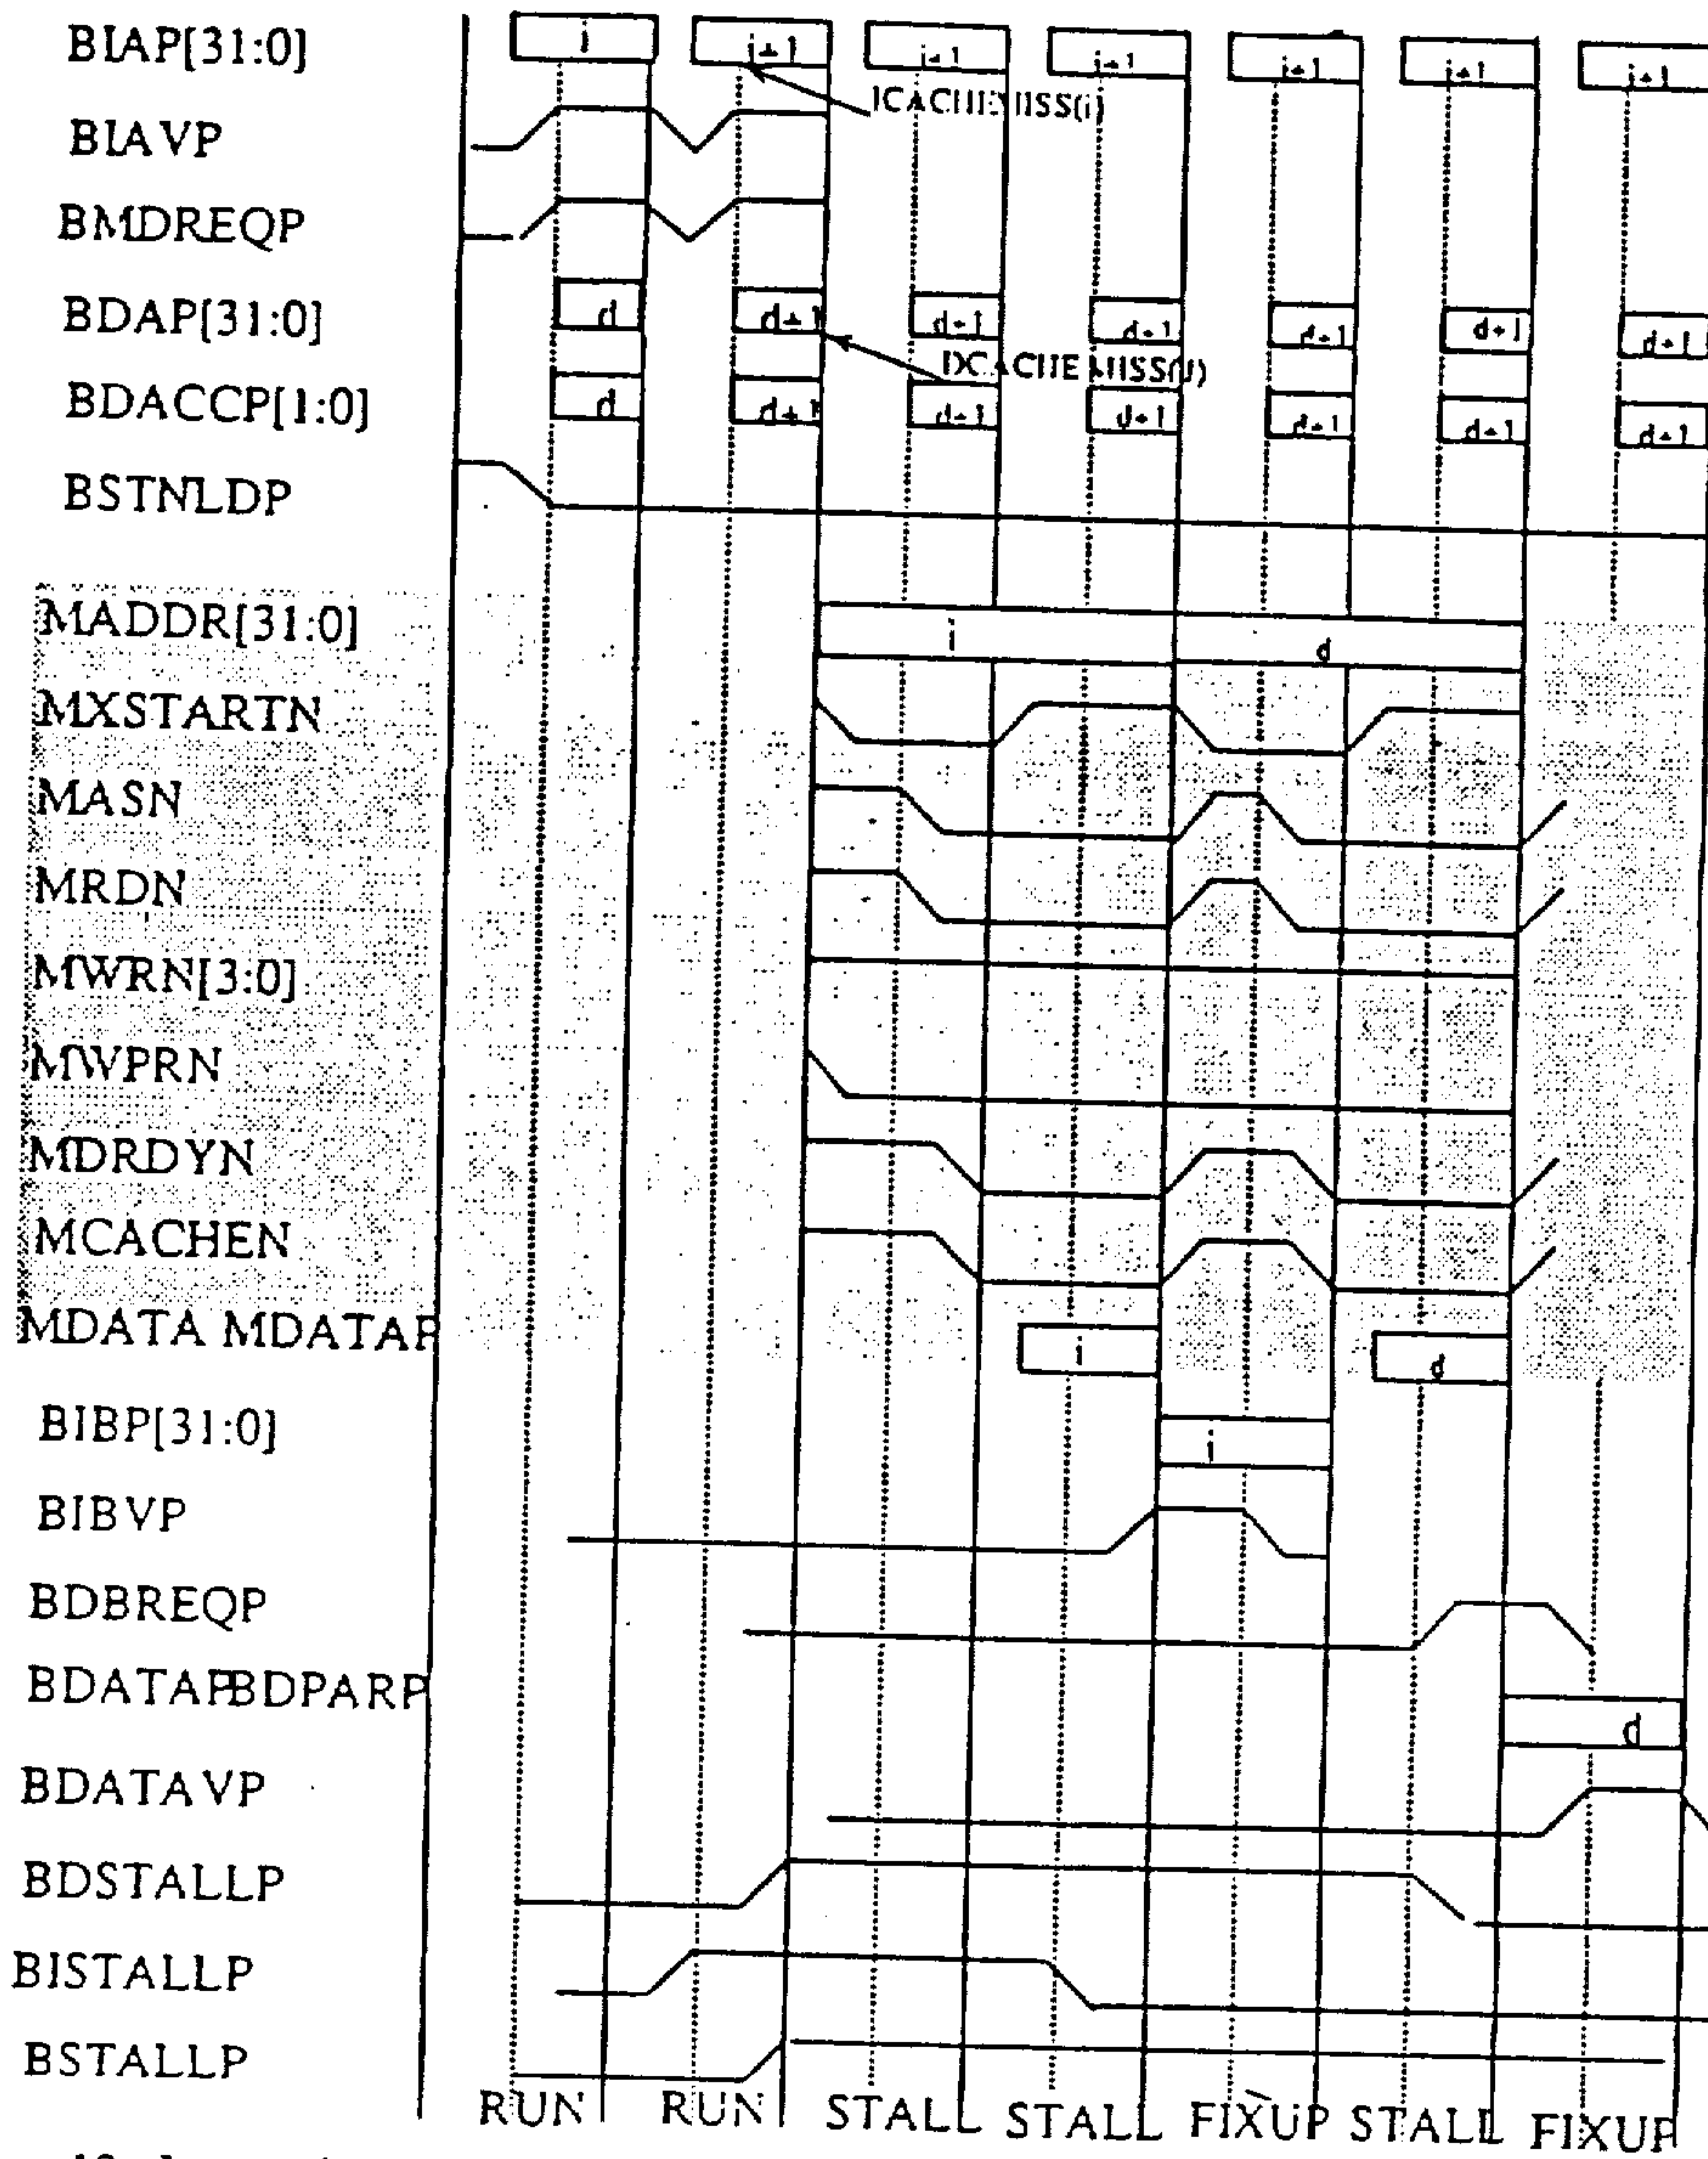 BIAP[31:0] i i+1 i+1 i+1 i+1 i+1 i+1
ICACHEMISS(i)
BIAVP
BMDREQP
BDAP[31:0] d d+1 d+1 d+1 d+1 d+1 d+1
DCACHE MISS(d)
BDACCP[1:0] d d+1 d+1 d+1 d+1 d+1 d+1
BSTNLDP
MADDR[31:0] i d
MXSTARTN
MASN
MRDN
MWRN[3:0]
MWPRN
MDRDYN
MCACHEN
MDATA MDATAP i d
BIBP[31:0] i
BIBVP
BDBREQP
BDATAPBDPARP d
BDATAVP
BDSTALLP
BISTALLP
BSTALLP
RUN RUN STALL STALL FIXUP STALL FIXUP